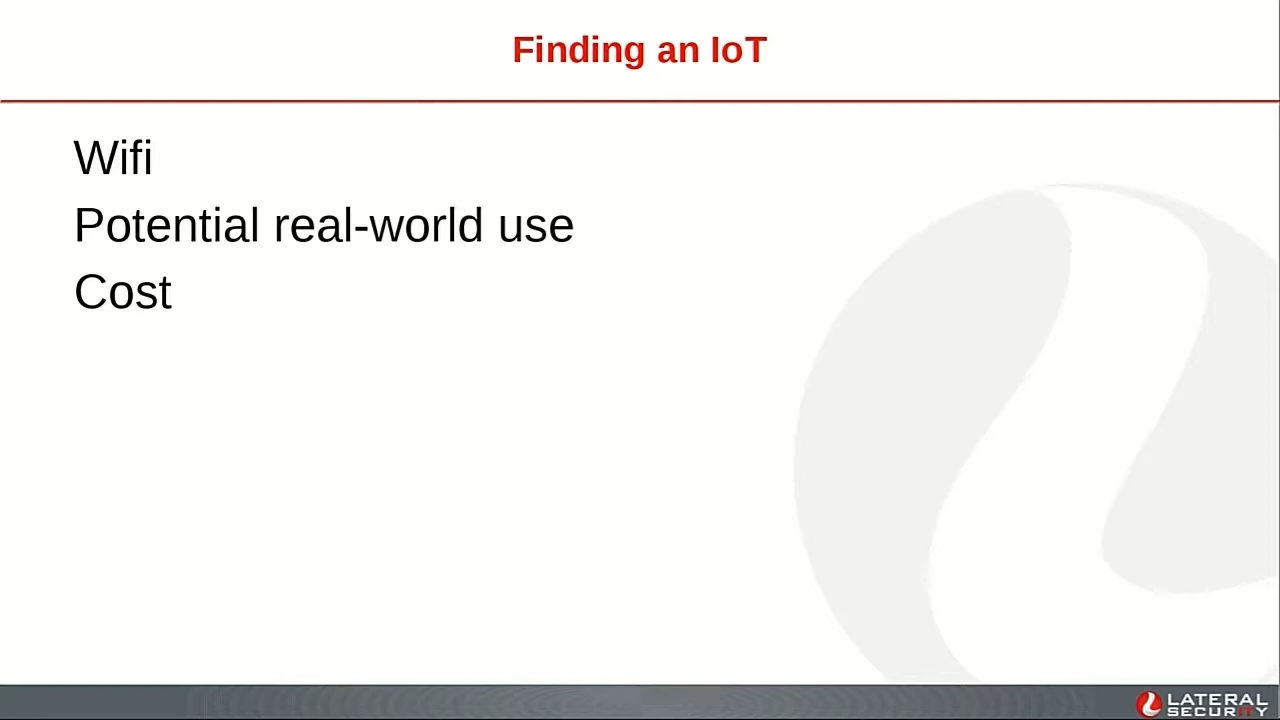 Finding an IoT
Wifi
Potential real-world use
Cost
LATERAL
SECURITY